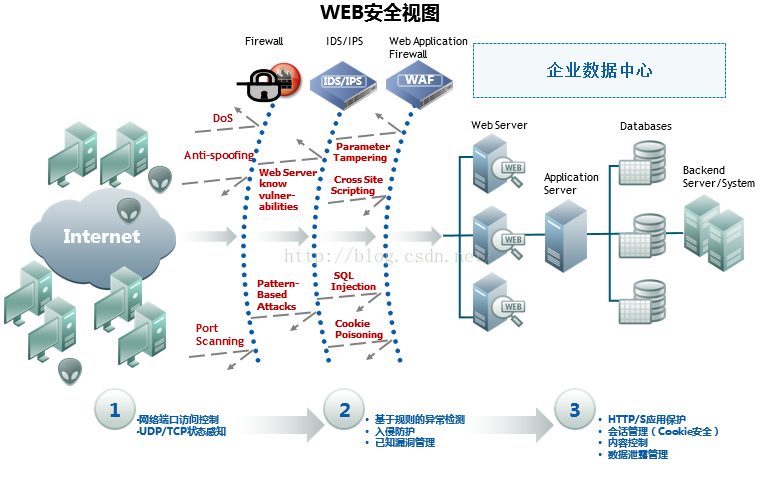 WEB安全视图
Firewall
IDS/IPS
Web Application
Firewall
企业数据中心
IDS/IPS
WAF
DoS
Anti-spoofing
Web Server
know
vulner-
abilities
Parameter
Tampering
Cross Site
Scripting
Web Server
Databases
Application
Server
Backend
Server/System
WEB
WEB
WEB
Internet
http://blog.csdn.ne
Pattern-
Based
Attacks
SQL
Injection
Port
Scanning
Cookie
Poisoning
1
-网络端口访问控制
-UDP/TCP状态感知
2
• 基于规则的异常检测
• 入侵防护
• 已知漏洞管理
3
• HTTP/S应用保护
• 会话管理（Cookie安全）
• 内容控制
• 数据泄露管理